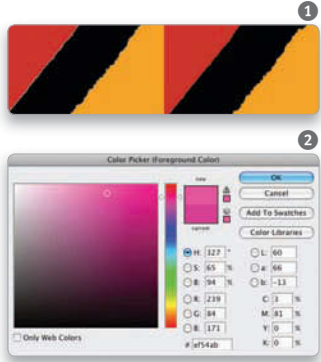 1
2
Color Picker (Foreground Color)
new
current
OK
Cancel
Add To Swatches
Color Libraries
H: 327 °
S: 65 %
B: 94 %
R: 239
G: 84
B: 171
# ef54ab
L: 60
a: 66
b: -13
C: 3 %
M: 81 %
Y: 0 %
K: 0 %
Only Web Colors